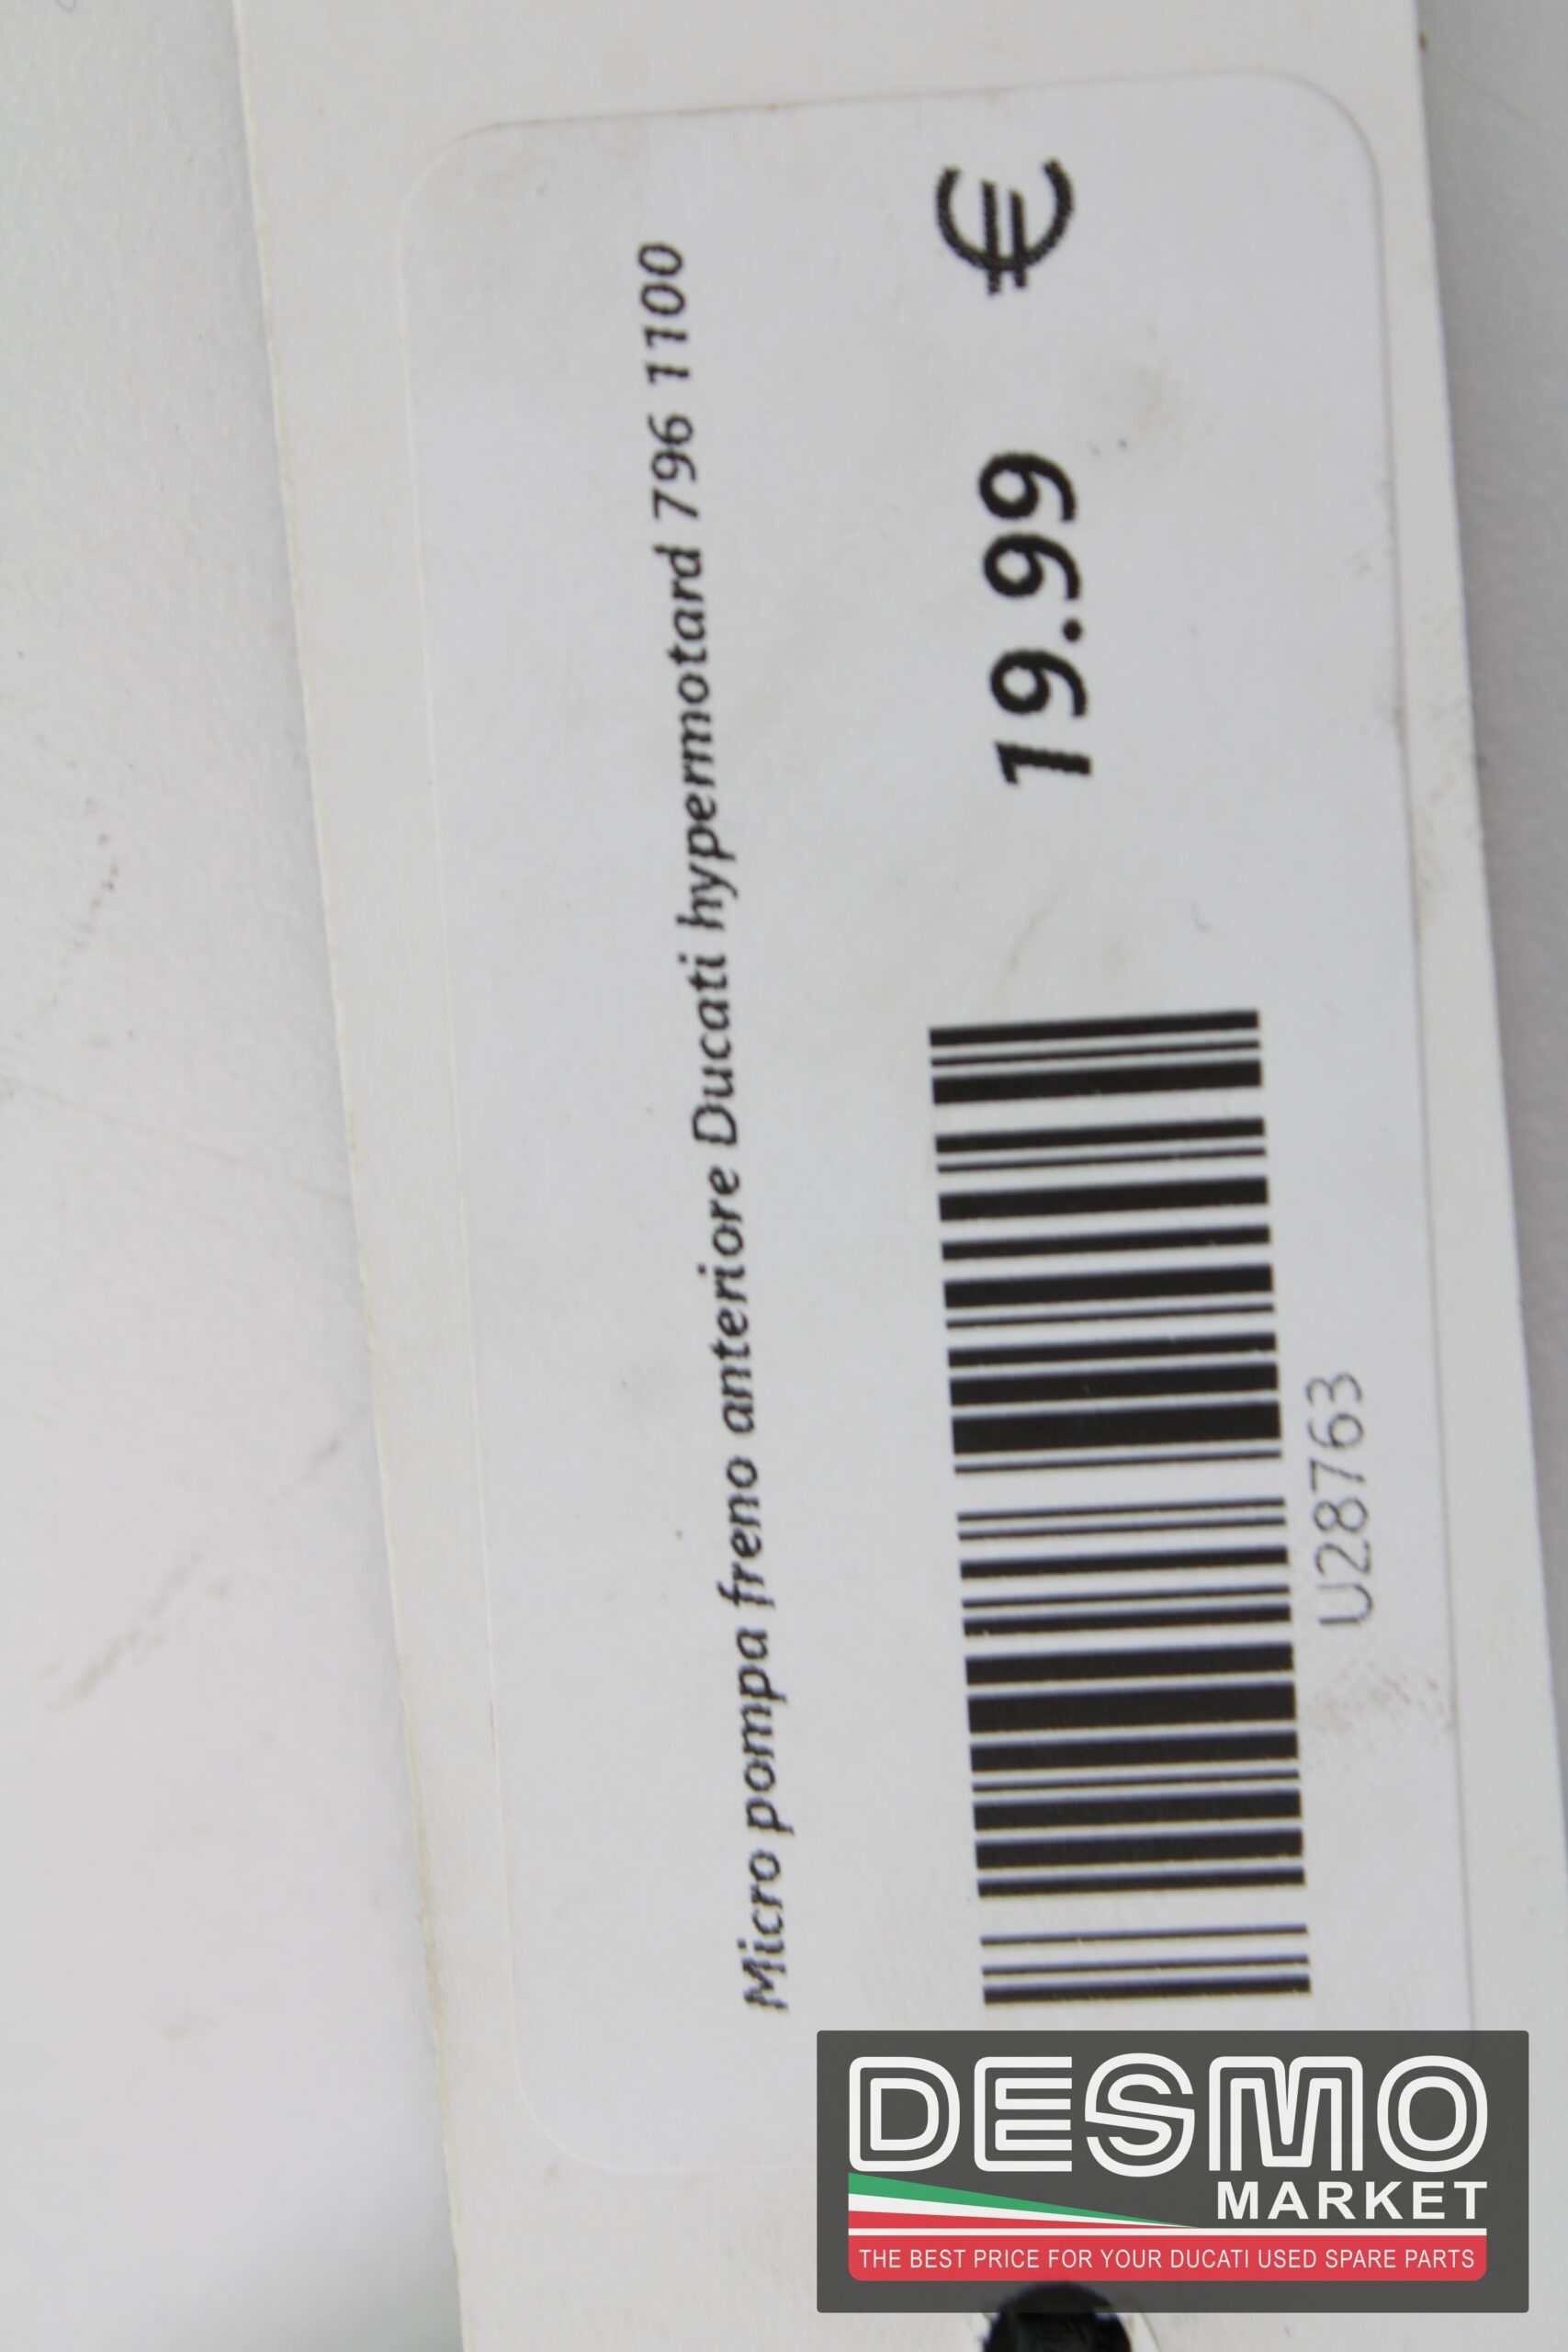 Micro pompa freno anteriore Ducati hypermotard 796 1100
19.99 €
U28763
DESMO
MARKET
THE BEST PRICE FOR YOUR DUCATI USED SPARE PARTS